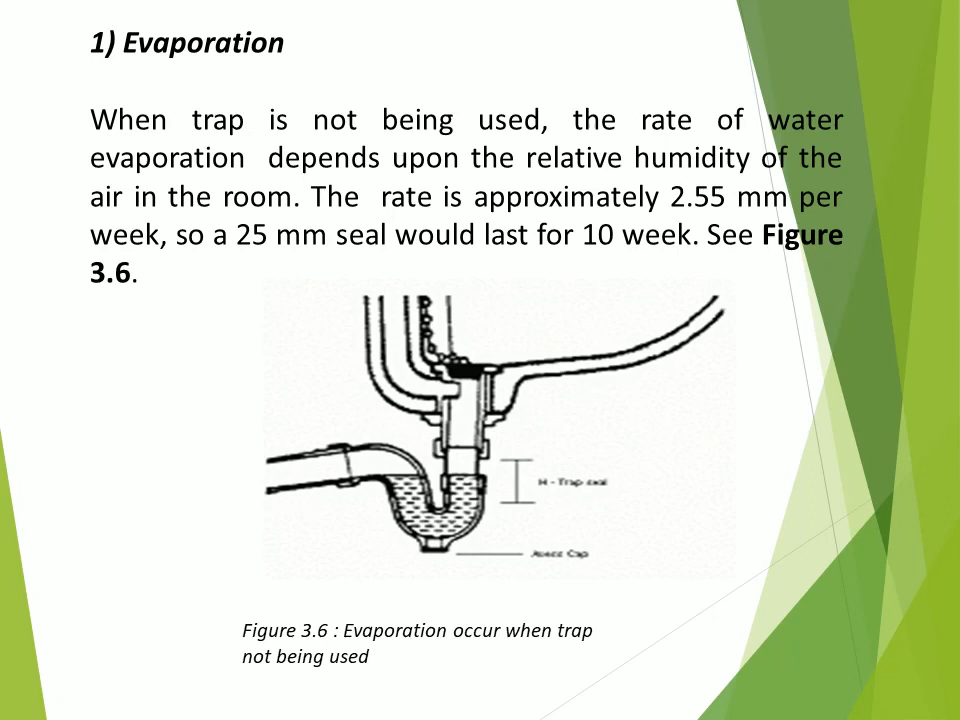 1) Evaporation
When trap is not being used, the rate of water
evaporation depends upon the relative humidity of the
air in the room. The rate is approximately 2.55 mm per
week, so a 25 mm seal would last for 10 week. See Figure
3.6.
H - Trap seal
Acess Cap
Figure 3.6 : Evaporation occur when trap
not being used